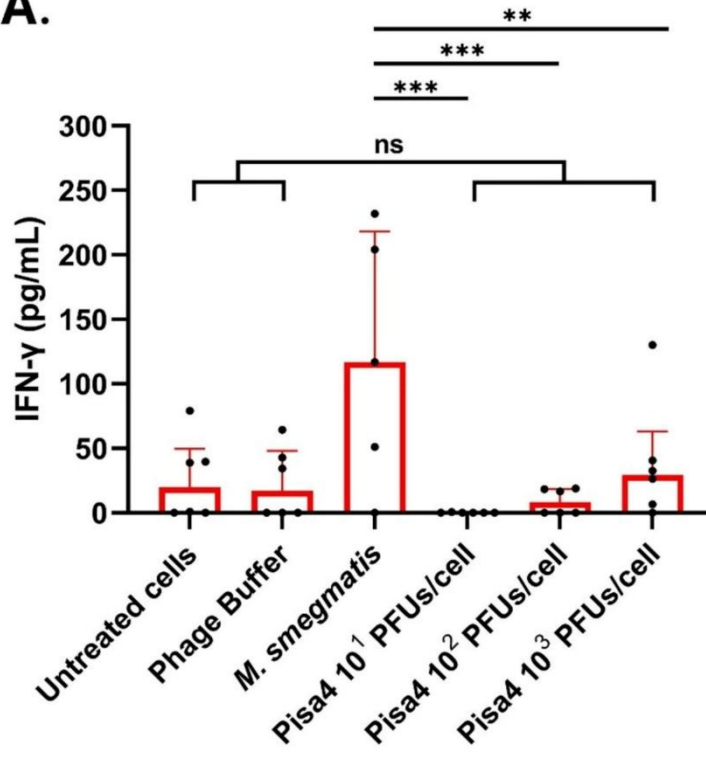 A.
**
***
***
ns
IFN-γ (pg/mL)
300
250
200
150
100
50
0
Untreated cells
Phage Buffer
M. smegmatis
Pisa4 10¹ PFUs/cell
Pisa4 10² PFUs/cell
Pisa4 10³ PFUs/cell